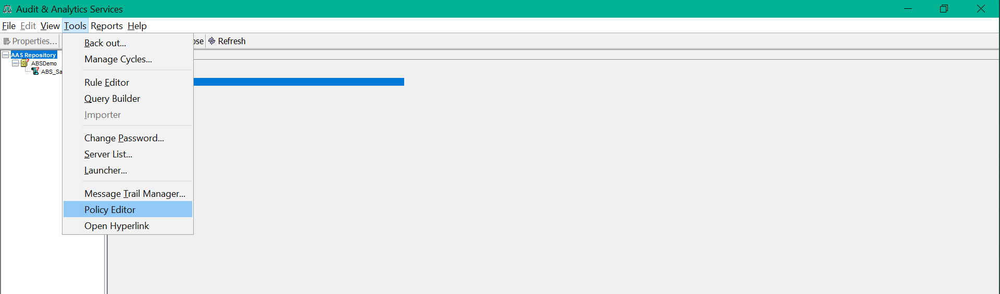 Audit & Analytics Services
File Edit View Tools Reports Help
Properties... ose Refresh
AAS Repository
ABSDemo
ABS_Sa
Back out...
Manage Cycles...
Rule Editor
Query Builder
Importer
Change Password...
Server List...
Launcher...
Message Trail Manager...
Policy Editor
Open Hyperlink